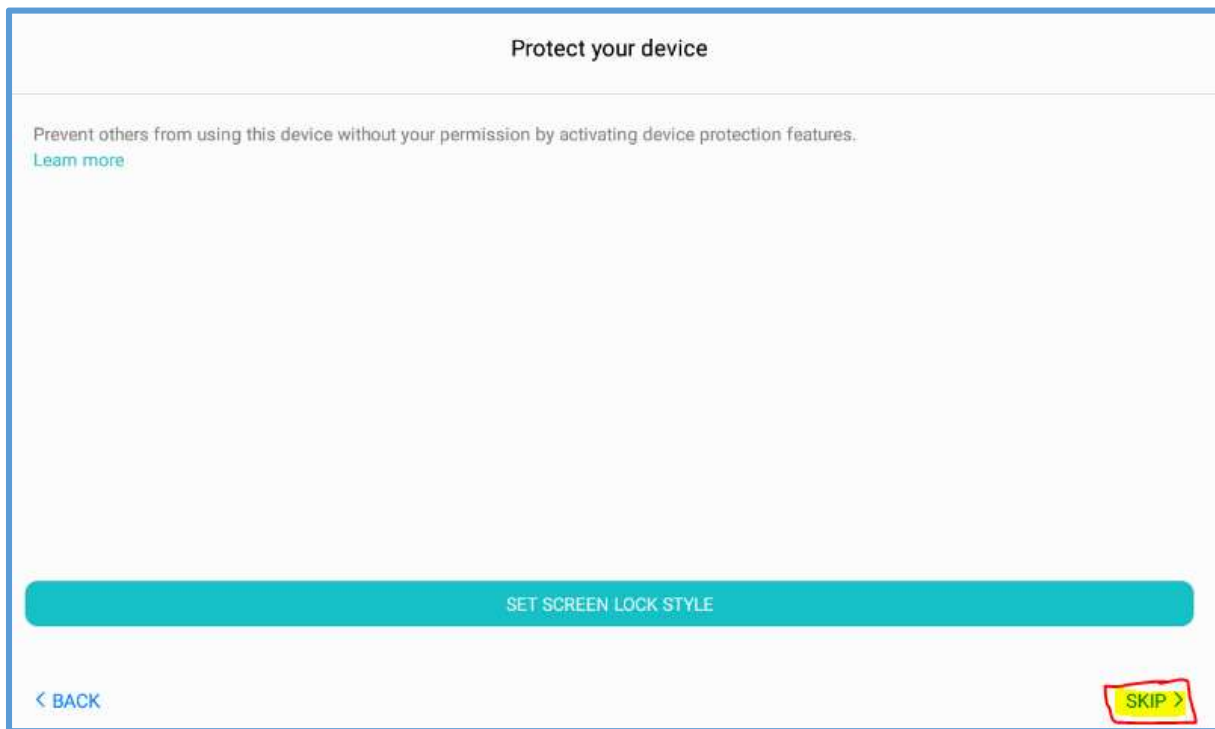 Protect your device
Prevent others from using this device without your permission by activating device protection features.
Learn more
SET SCREEN LOCK STYLE
< BACK
SKIP >